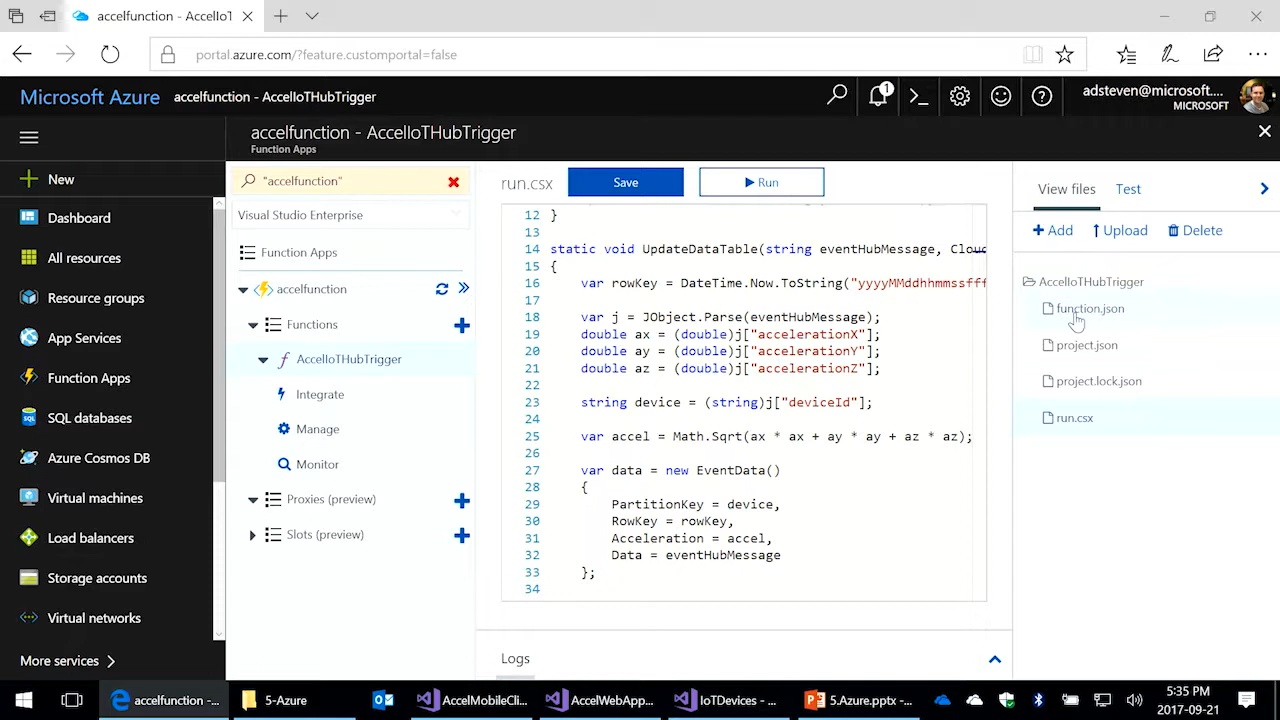 accelfunction - AccelIoT
portal.azure.com/?feature.customportal=false
Microsoft Azure
accelfunction - AccelIoTHubTrigger
1
adsteven@microsoft....
MICROSOFT
accelfunction - AccelIoTHubTrigger
Function Apps
New
Dashboard
All resources
Resource groups
App Services
Function Apps
SQL databases
Azure Cosmos DB
Virtual machines
Load balancers
Storage accounts
Virtual networks
More services
"accelfunction"
Visual Studio Enterprise
Function Apps
accelfunction
Functions
AccelIoTHubTrigger
Integrate
Manage
Monitor
Proxies (preview)
Slots (preview)
run.csx
Save
Run
12 }
13
14 static void UpdateDataTable(string eventHubMessage, Cloud
15 {
16 var rowKey = DateTime.Now.ToString("yyyyMMddhhmmssffff
17
18 var j = JObject.Parse(eventHubMessage);
19 double ax = (double)j["accelerationX"];
20 double ay = (double)j["accelerationY"];
21 double az = (double)j["accelerationZ"];
22
23 string device = (string)j["deviceId"];
24
25 var accel = Math.Sqrt(ax * ax + ay * ay + az * az);
26
27 var data = new EventData()
28 {
29 PartitionKey = device,
30 RowKey = rowKey,
31 Acceleration = accel,
32 Data = eventHubMessage
33 };
34
Logs
View files
Test
Add
Upload
Delete
AccelIoTHubTrigger
function.json
project.json
project.lock.json
run.csx
accelfunction -...
5-Azure
AccelMobileCli...
AccelWebApp...
IoTDevices - ...
5.Azure.pptx -...
5:35 PM
2017-09-21